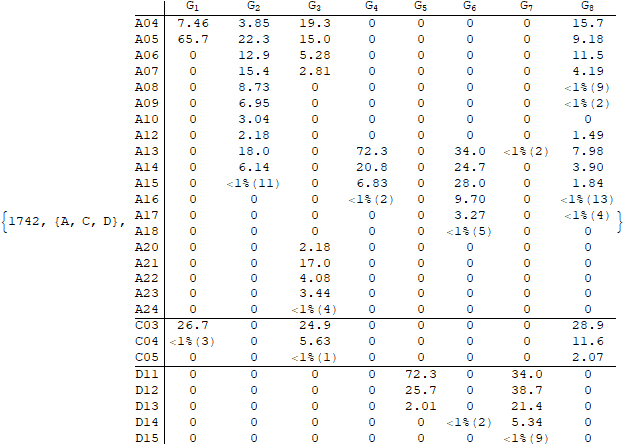 G1 G2 G3 G4 G5 G6 G7 G8
A04 7.46 3.85 19.3 0 0 0 0 15.7
A05 65.7 22.3 15.0 0 0 0 0 9.18
A06 0 12.9 5.28 0 0 0 0 11.5
A07 0 15.4 2.81 0 0 0 0 4.19
A08 0 8.73 0 0 0 0 0 <1%(9)
A09 0 6.95 0 0 0 0 0 <1%(2)
A10 0 3.04 0 0 0 0 0 0
A12 0 2.18 0 0 0 0 0 1.49
A13 0 18.0 0 72.3 0 34.0 <1%(2) 7.98
A14 0 6.14 0 20.8 0 24.7 0 3.90
A15 0 <1%(11) 0 6.83 0 28.0 0 1.84
A16 0 0 0 <1%(2) 0 9.70 0 <1%(13)
{1742, {A, C, D}, A17 0 0 0 0 0 3.27 0 <1%(4) }
A18 0 0 0 0 0 <1%(5) 0 0
A20 0 0 2.18 0 0 0 0 0
A21 0 0 17.0 0 0 0 0 0
A22 0 0 4.08 0 0 0 0 0
A23 0 0 3.44 0 0 0 0 0
A24 0 0 <1%(4) 0 0 0 0 0
C03 26.7 0 24.9 0 0 0 0 28.9
C04 <1%(3) 0 5.63 0 0 0 0 11.6
C05 0 0 <1%(1) 0 0 0 0 2.07
D11 0 0 0 0 72.3 0 34.0 0
D12 0 0 0 0 25.7 0 38.7 0
D13 0 0 0 0 2.01 0 21.4 0
D14 0 0 0 0 0 <1%(2) 5.34 0
D15 0 0 0 0 0 0 <1%(9) 0